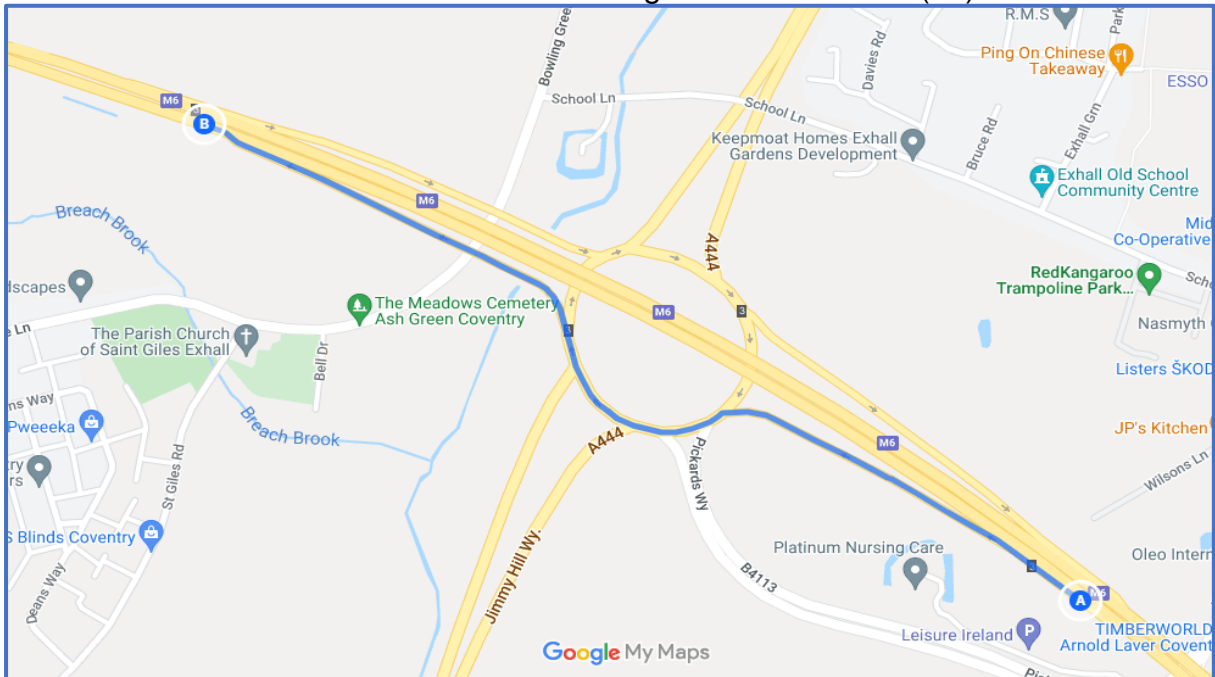 R.M.S
Park
Ping On Chinese
Takeaway
ESSO
Davies Rd
Bowling Gree
M6
School Ln
School Ln
Bruce Rd
Exhall Grn
Keepmoat Homes Exhall
Gardens Development
B
Exhall Old School
Community Centre
M6
Breach Brook
A444
Mid
Co-Operative
RedKangaroo
Trampoline Park...
dscapes
The Meadows Cemetery
Ash Green Coventry
M6
3
3
Nasmyth
e Ln
The Parish Church
of Saint Giles Exhall
Bell Dr
Listers ŠKOD
ns Way
Pweeeka
Breach Brook
A444
JP's Kitchen
M6
Pickards Wy
Wilsons Ln
try
rs
St Giles Rd
S Blinds Coventry
Jimmy Hill Wy.
Platinum Nursing Care
Oleo Intern
Deans Way
B4113
3
A
M6
Leisure Ireland
P
TIMBERWORLD
Arnold Laver Covent
Google My Maps